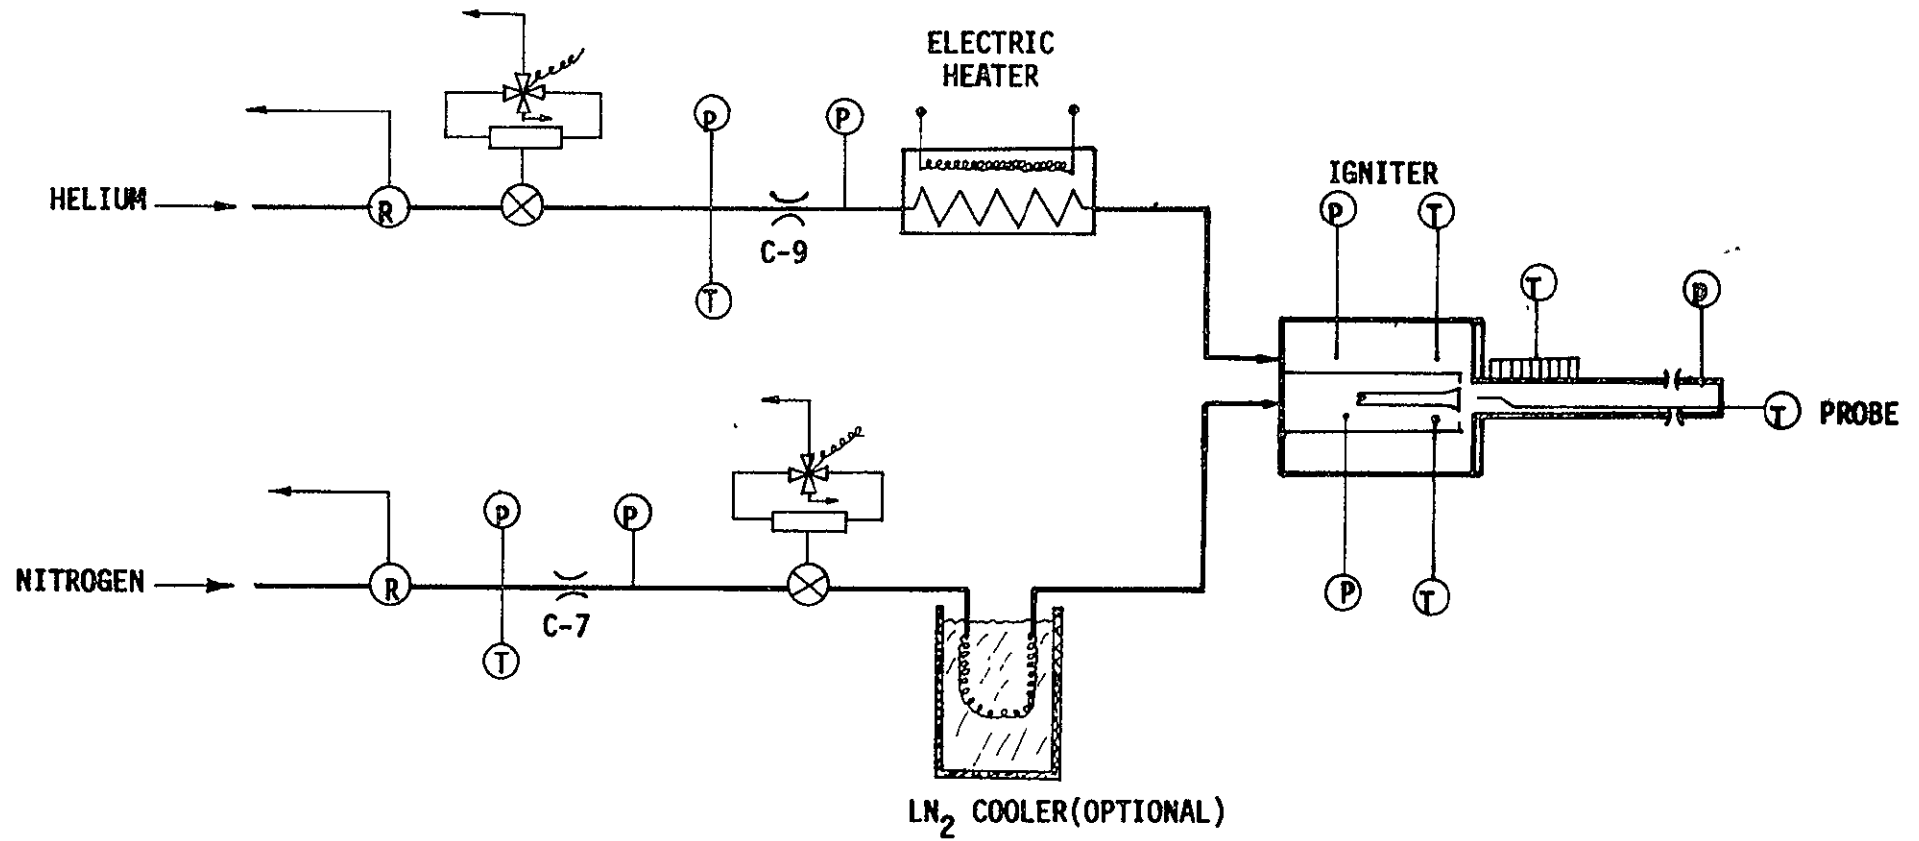 ELECTRIC
HEATER
P
P
IGNITER
HELIUM
R
P
T
C-9
T
T
P
PROBE
T
P
P
NITROGEN
R
P
T
C-7
T
LN2 COOLER(OPTIONAL)